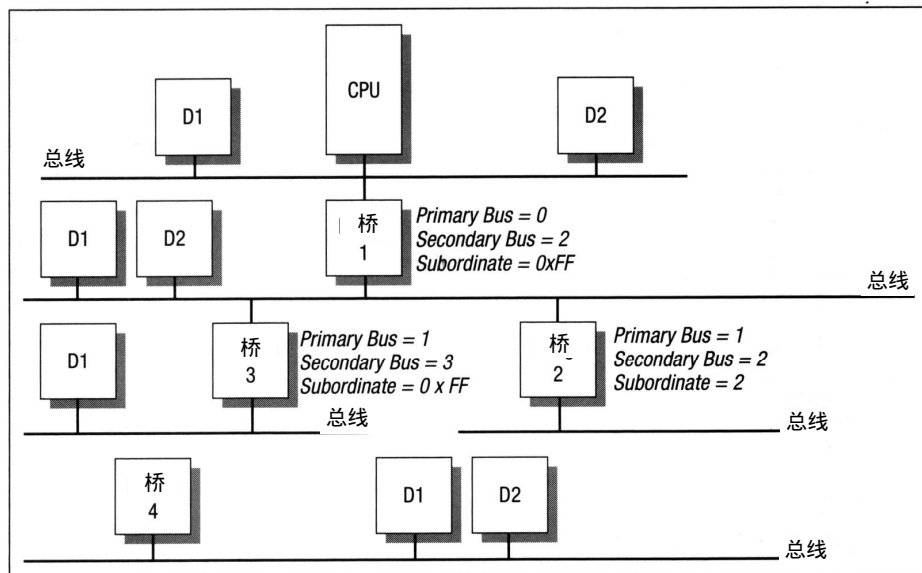 CPU
D1
D2
总线
D1
D2
桥
1
Primary Bus = 0
Secondary Bus = 2
Subordinate = 0xFF
总线
D1
桥
3
Primary Bus = 1
Secondary Bus = 3
Subordinate = 0 x FF
桥
2
Primary Bus = 1
Secondary Bus = 2
Subordinate = 2
总线
总线
桥
4
D1
D2
总线